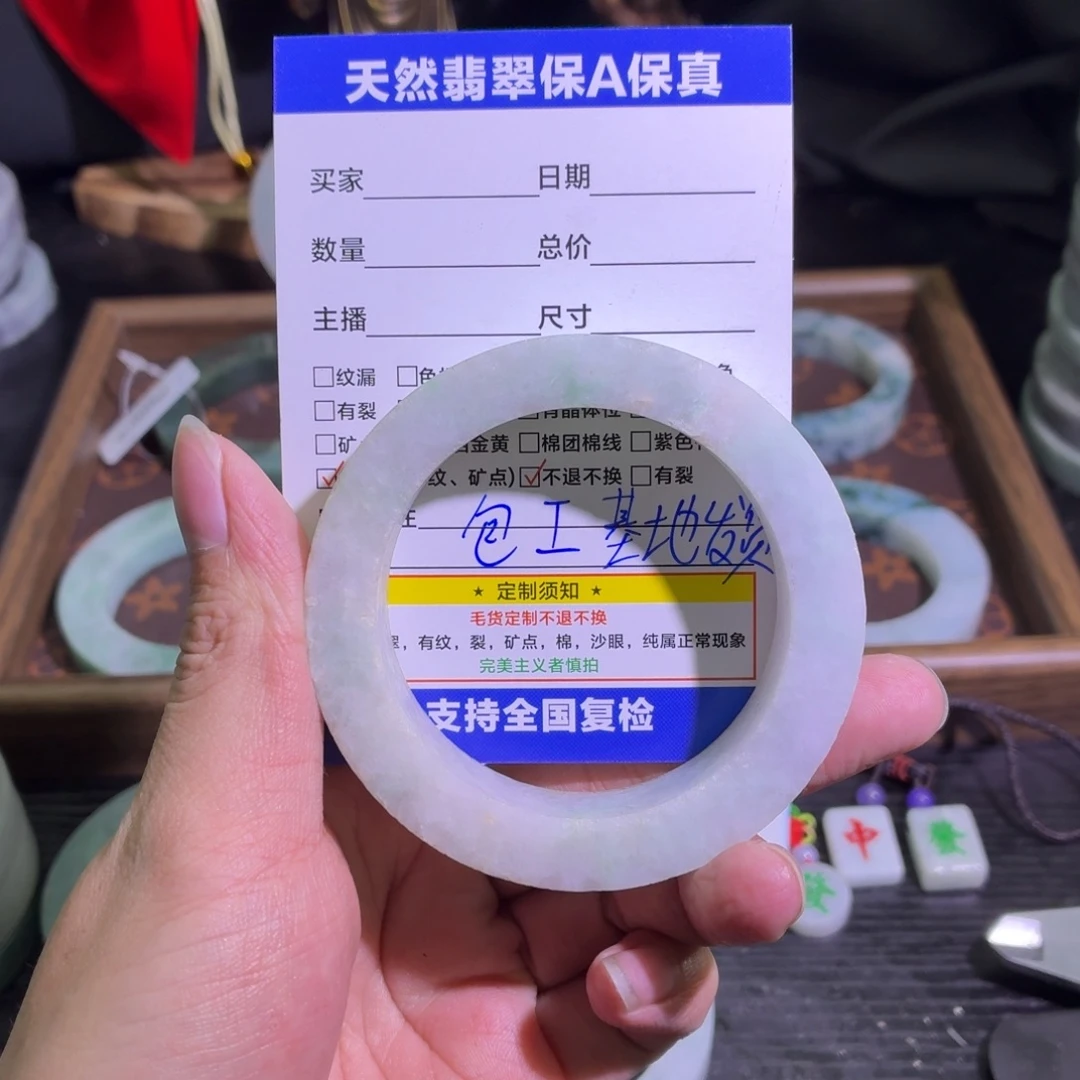 天然翡翠保A保真
买家 日期
数量 总价
主播 尺寸
□纹漏 □色
□有裂
□矿 金黄 □棉团棉线 □紫色
☑ 纹、矿点) ☑不退不换 □有裂
包工 基地发
★ 定制须知 ★
毛货定制不退不换
，有纹，裂，矿点，棉，沙眼，纯属正常现象
完美主义者慎拍
支持全国复检
中
發
發